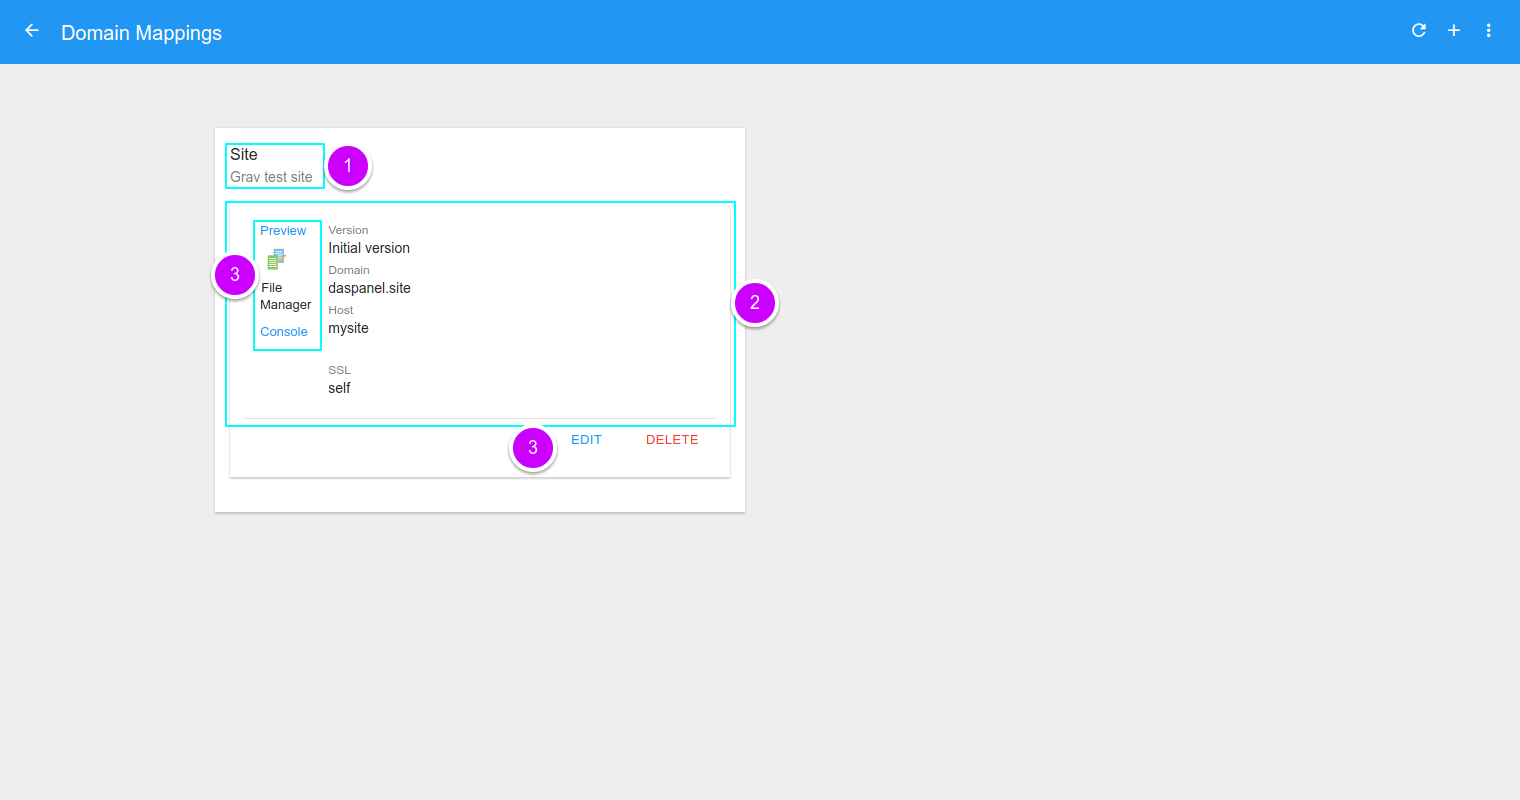 Domain Mappings
Site
Grav test site
1
Preview
File
Manager
Console
3
Version
Initial version
Domain
daspanel.site
Host
mysite
SSL
self
2
3
EDIT
DELETE